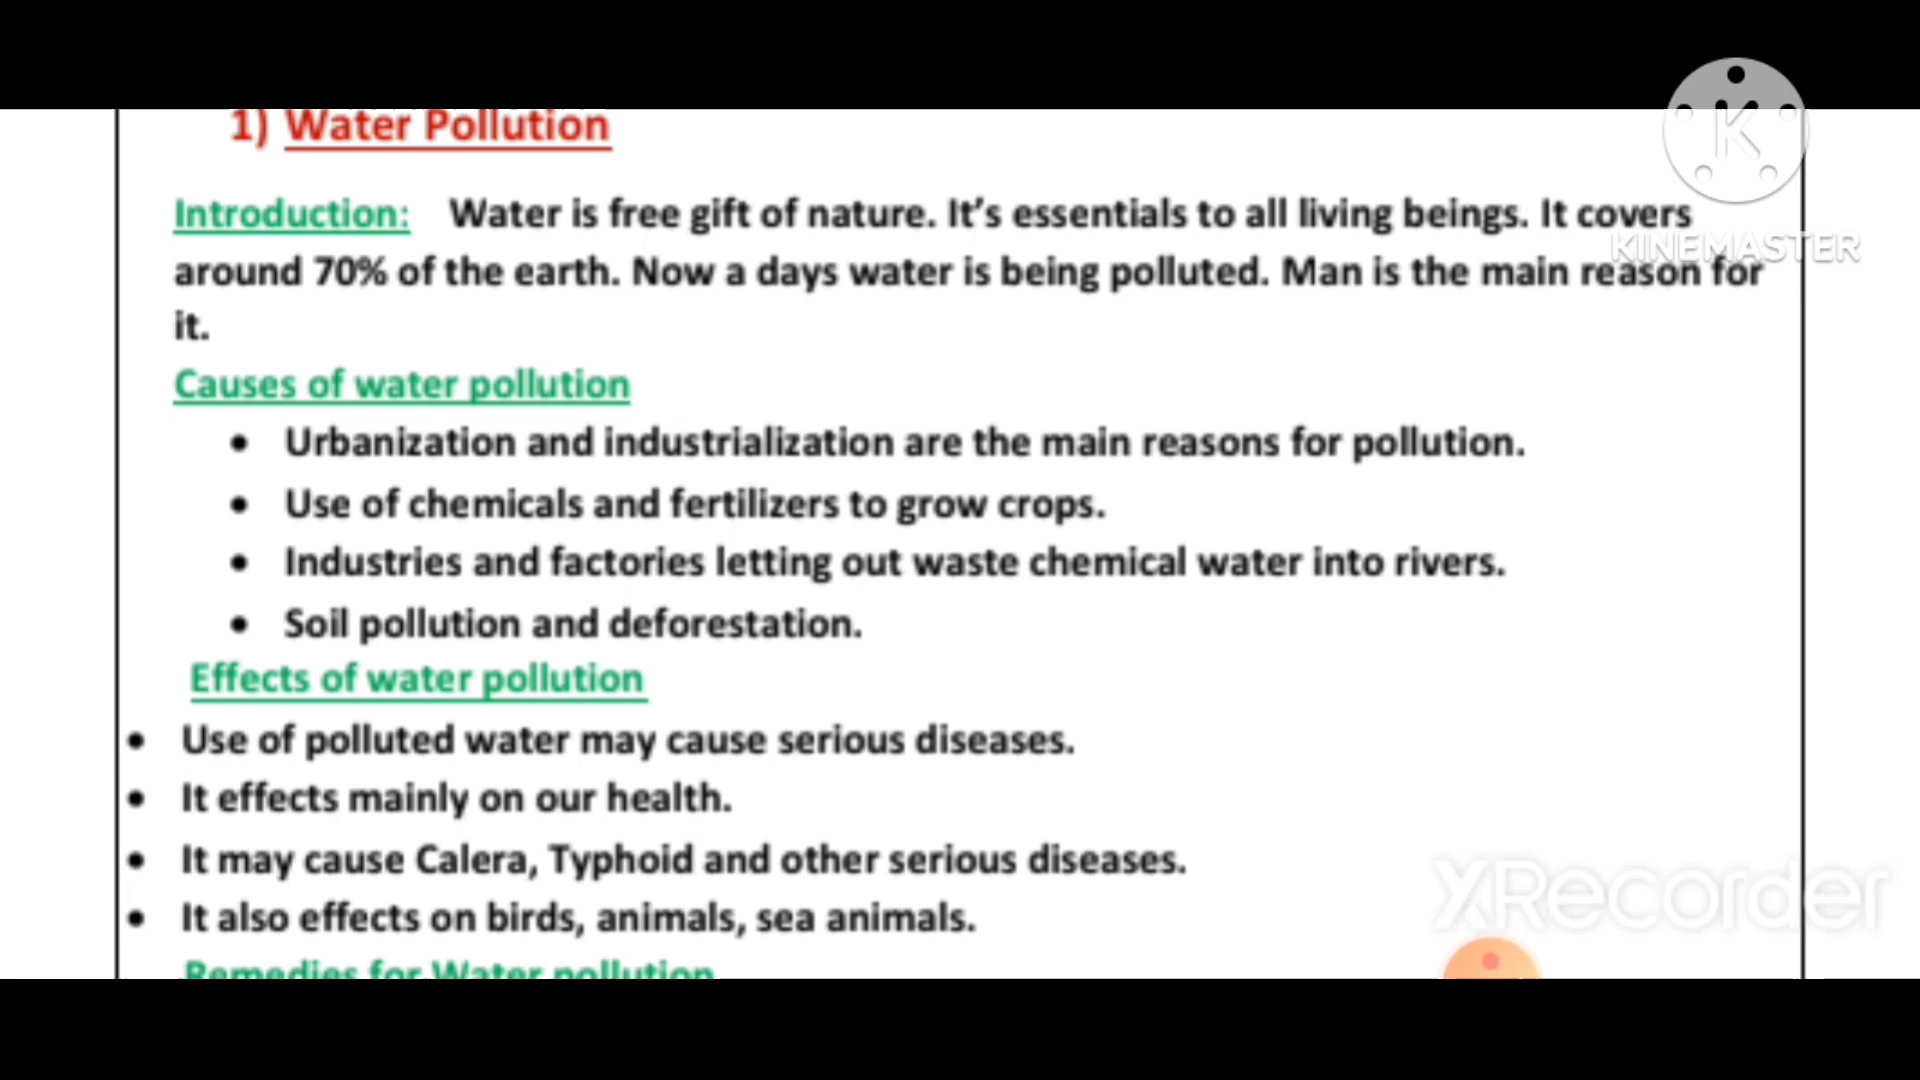 1) Water Pollution
K
Introduction: Water is free gift of nature. It's essentials to all living beings. It covers
KINEMASTER
around 70% of the earth. Now a days water is being polluted. Man is the main reason for
it.
Causes of water pollution
• Urbanization and industrialization are the main reasons for pollution.
• Use of chemicals and fertilizers to grow crops.
• Industries and factories letting out waste chemical water into rivers.
• Soil pollution and deforestation.
Effects of water pollution
• Use of polluted water may cause serious diseases.
• It effects mainly on our health.
• It may cause Calera, Typhoid and other serious diseases.
XRecorder
• It also effects on birds, animals, sea animals.
Remedies for Water pollution